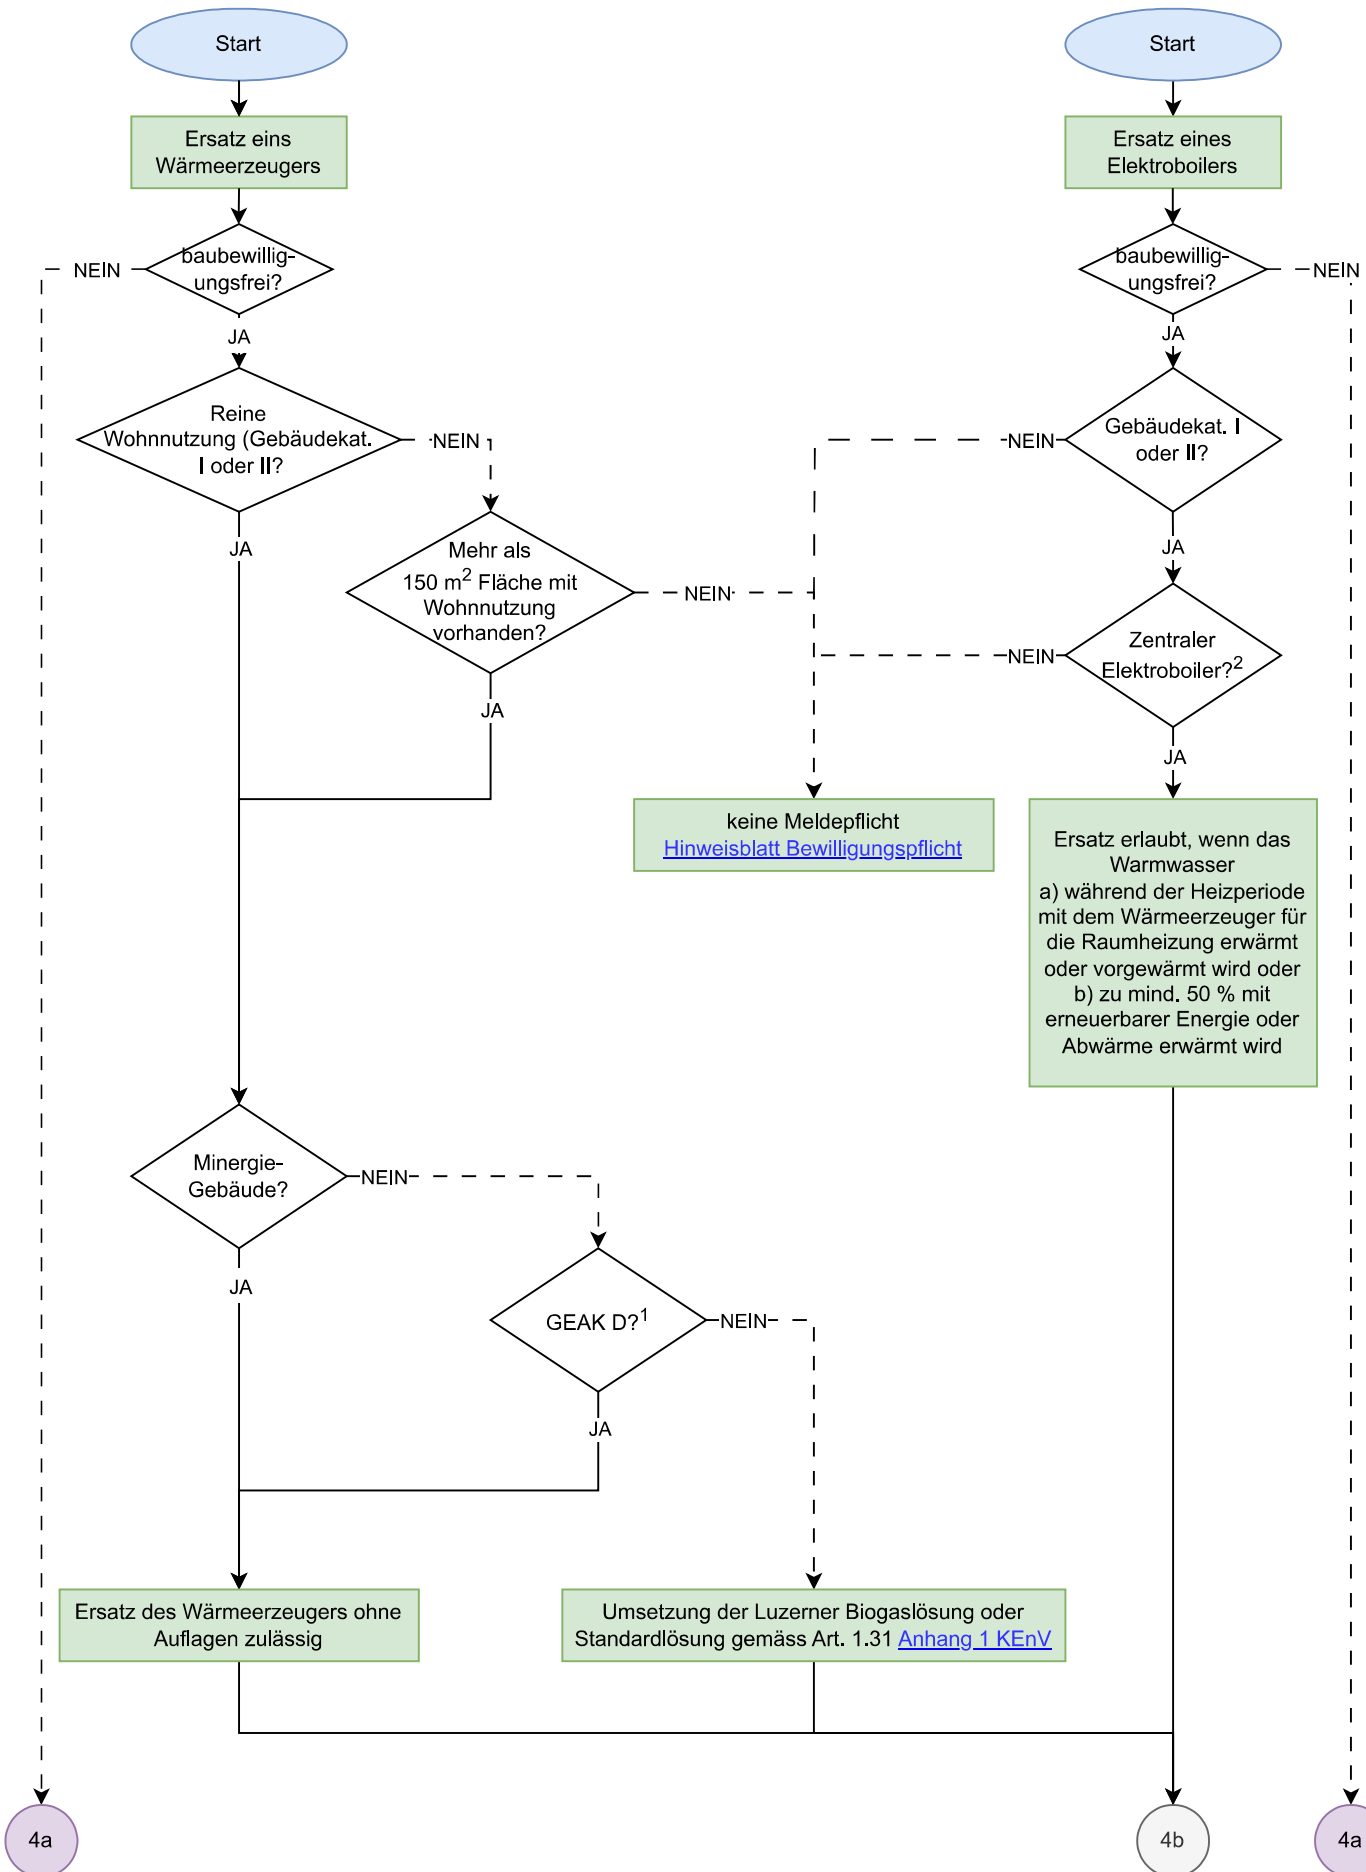 Start
Ersatz eins
Wärmeerzeugers
baubewillig-
ungsfrei?
NEIN
JA
Reine
Wohnnutzung (Gebäudekat.
I oder II?
NEIN
JA
Mehr als
150 m² Fläche mit
Wohnnutzung
vorhanden?
NEIN
JA
Start
Ersatz eines
Elektroboilers
baubewillig-
ungsfrei?
NEIN
JA
Gebäudekat. I
oder II?
NEIN
JA
Zentraler
Elektroboiler?²
NEIN
JA
keine Meldepflicht
Hinweisblatt Bewilligungspflicht
Ersatz erlaubt, wenn das
Warmwasser
a) während der Heizperiode
mit dem Wärmeerzeuger für
die Raumheizung erwärmt
oder vorgewärmt wird oder
b) zu mind. 50 % mit
erneuerbarer Energie oder
Abwärme erwärmt wird
Minergie-
Gebäude?
NEIN
JA
GEAK D?¹
NEIN
JA
Ersatz des Wärmeerzeugers ohne
Auflagen zulässig
Umsetzung der Luzerner Biogaslösung oder
Standardlösung gemäss Art. 1.31 Anhang 1 KEnV
4a
4b
4a